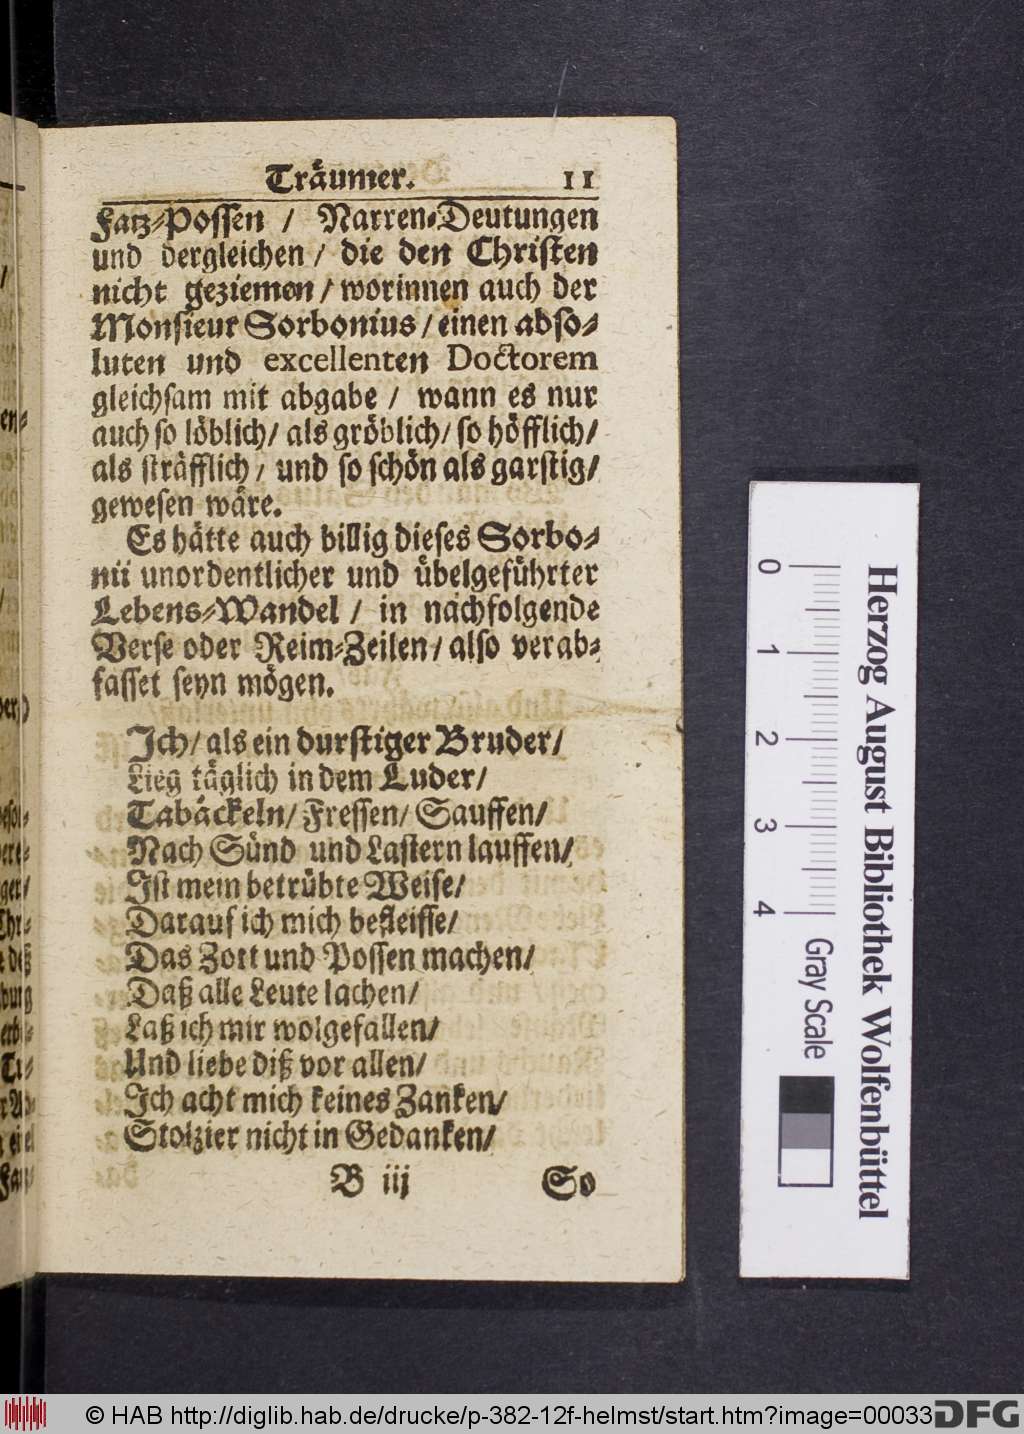 Träumer. 11
Fatz-Possen / Narren-Deutungen
und dergleichen / die den Christen
nicht geziemen / worinnen auch der
Monsieur Sorbonius / einen abso-
luten und excellenten Doctorem
gleichsam mit abgabe / wann es nur
auch so löblich / als gröblich / so höfflich /
als sträfflich / und so schön als garstig /
gewesen wäre.
Es hätte auch billig dieses Sorbo-
nii unordentlicher und übelgeführter
Lebens-Wandel / in nachfolgende
Verse oder Reim-Zeilen / also verab-
fasset seyn mögen.
Ich / als ein durstiger Bruder /
Lieg täglich in dem Luder /
Tabäckeln / Fressen / Sauffen /
Nach Sünd und Lastern lauffen /
Ist mein betrübte Weise /
Darauf ich mich befleisse /
Das Zott und Possen machen /
Daß alle Leute lachen /
Laß ich mir wolgefallen /
Und liebe diß vor allen /
Ich acht mich keines Zanken /
Stolzier nicht in Gedanken /
B iij So
0 1 2 3 4 Gray Scale
Herzog August Bibliothek Wolfenbüttel
© HAB http://diglib.hab.de/drucke/p-382-12f-helmst/start.htm?image=00033 DFG